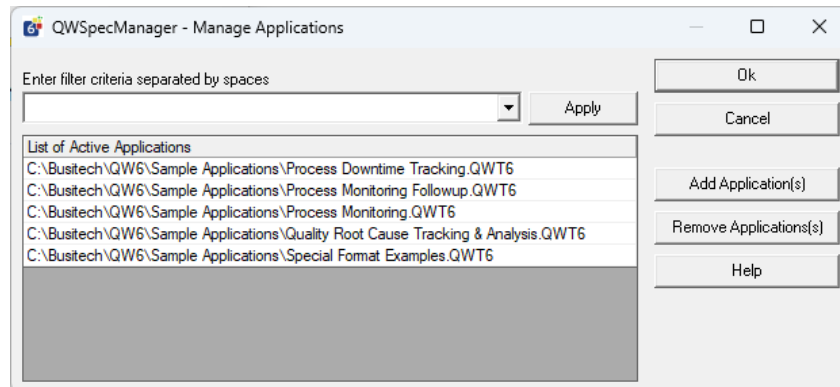 QWSpecManager - Manage Applications
Enter filter criteria separated by spaces
Apply
Ok
Cancel
List of Active Applications
C:\Busitech\QW6\Sample Applications\Process Downtime Tracking.QWT6
C:\Busitech\QW6\Sample Applications\Process Monitoring Followup.QWT6
C:\Busitech\QW6\Sample Applications\Process Monitoring.QWT6
C:\Busitech\QW6\Sample Applications\Quality Root Cause Tracking & Analysis.QWT6
C:\Busitech\QW6\Sample Applications\Special Format Examples.QWT6
Add Application(s)
Remove Applications(s)
Help